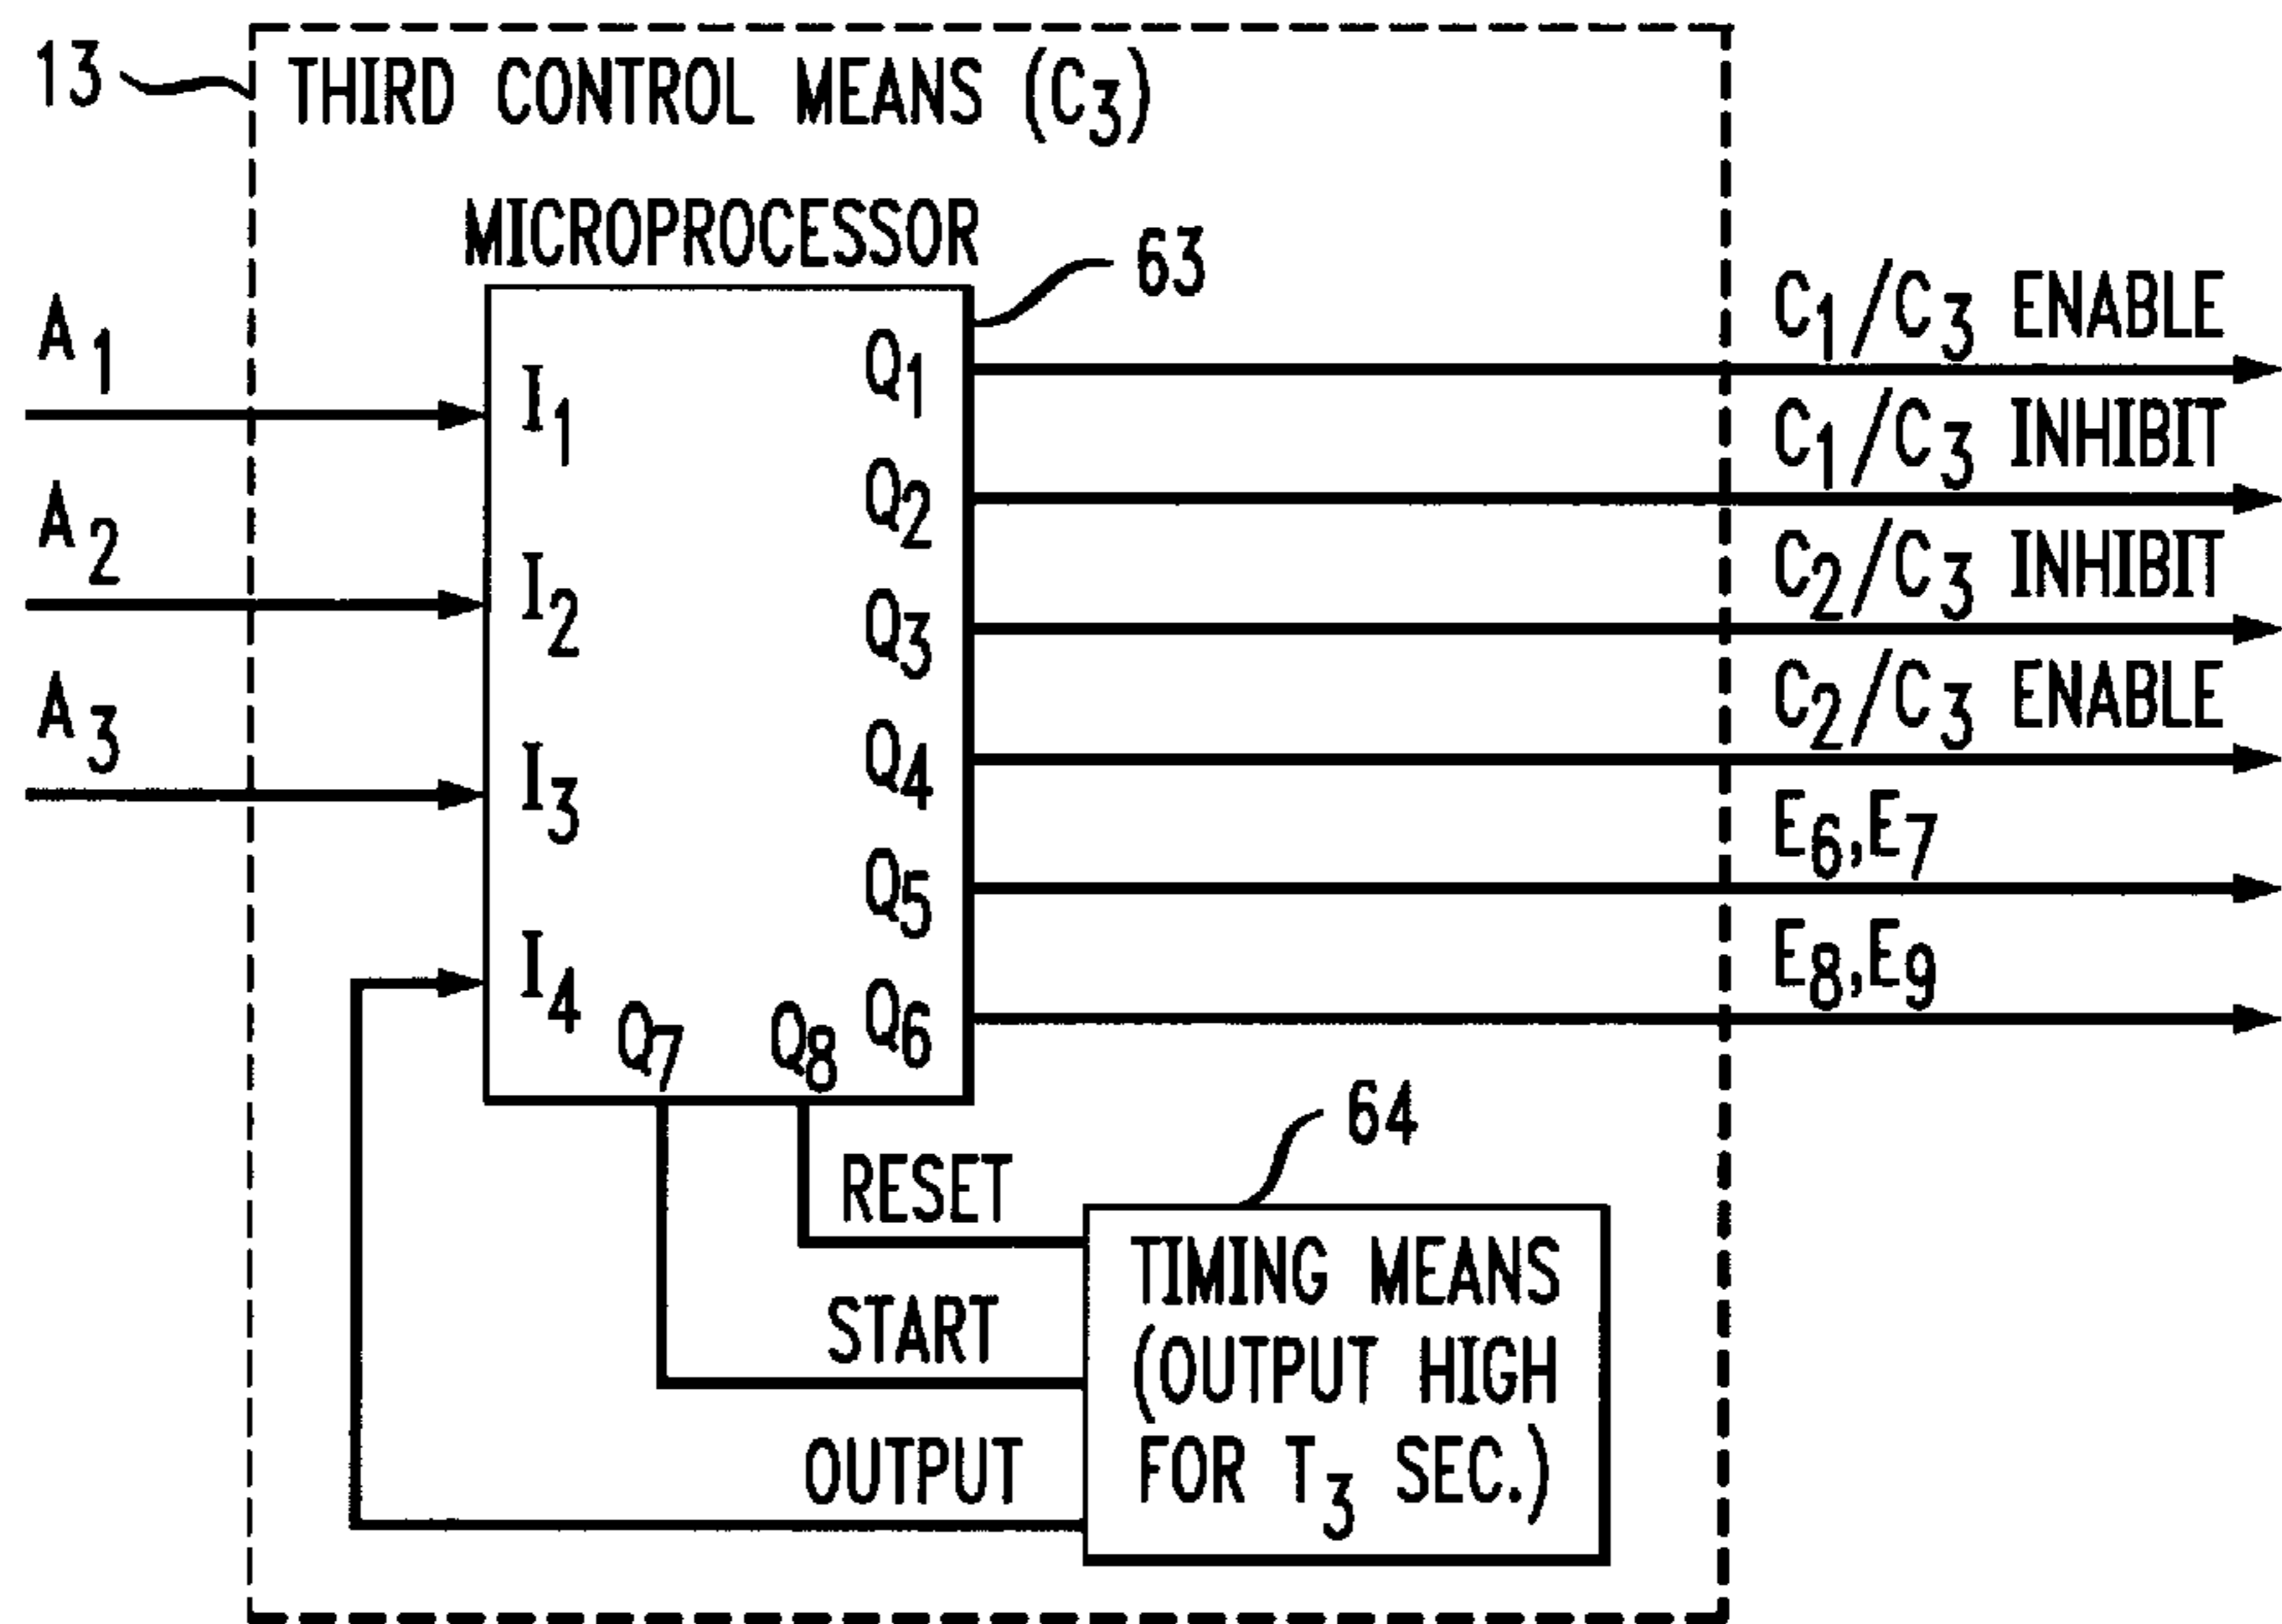 13
THIRD CONTROL MEANS (C3)
MICROPROCESSOR
63
A1
A2
A3
I1
I2
I3
I4
Q1
Q2
Q3
Q4
Q5
Q6
Q7
Q8
C1/C3 ENABLE
C1/C3 INHIBIT
C2/C3 INHIBIT
C2/C3 ENABLE
E6,E7
E8,E9
64
RESET
START
OUTPUT
TIMING MEANS
(OUTPUT HIGH
FOR T3 SEC.)